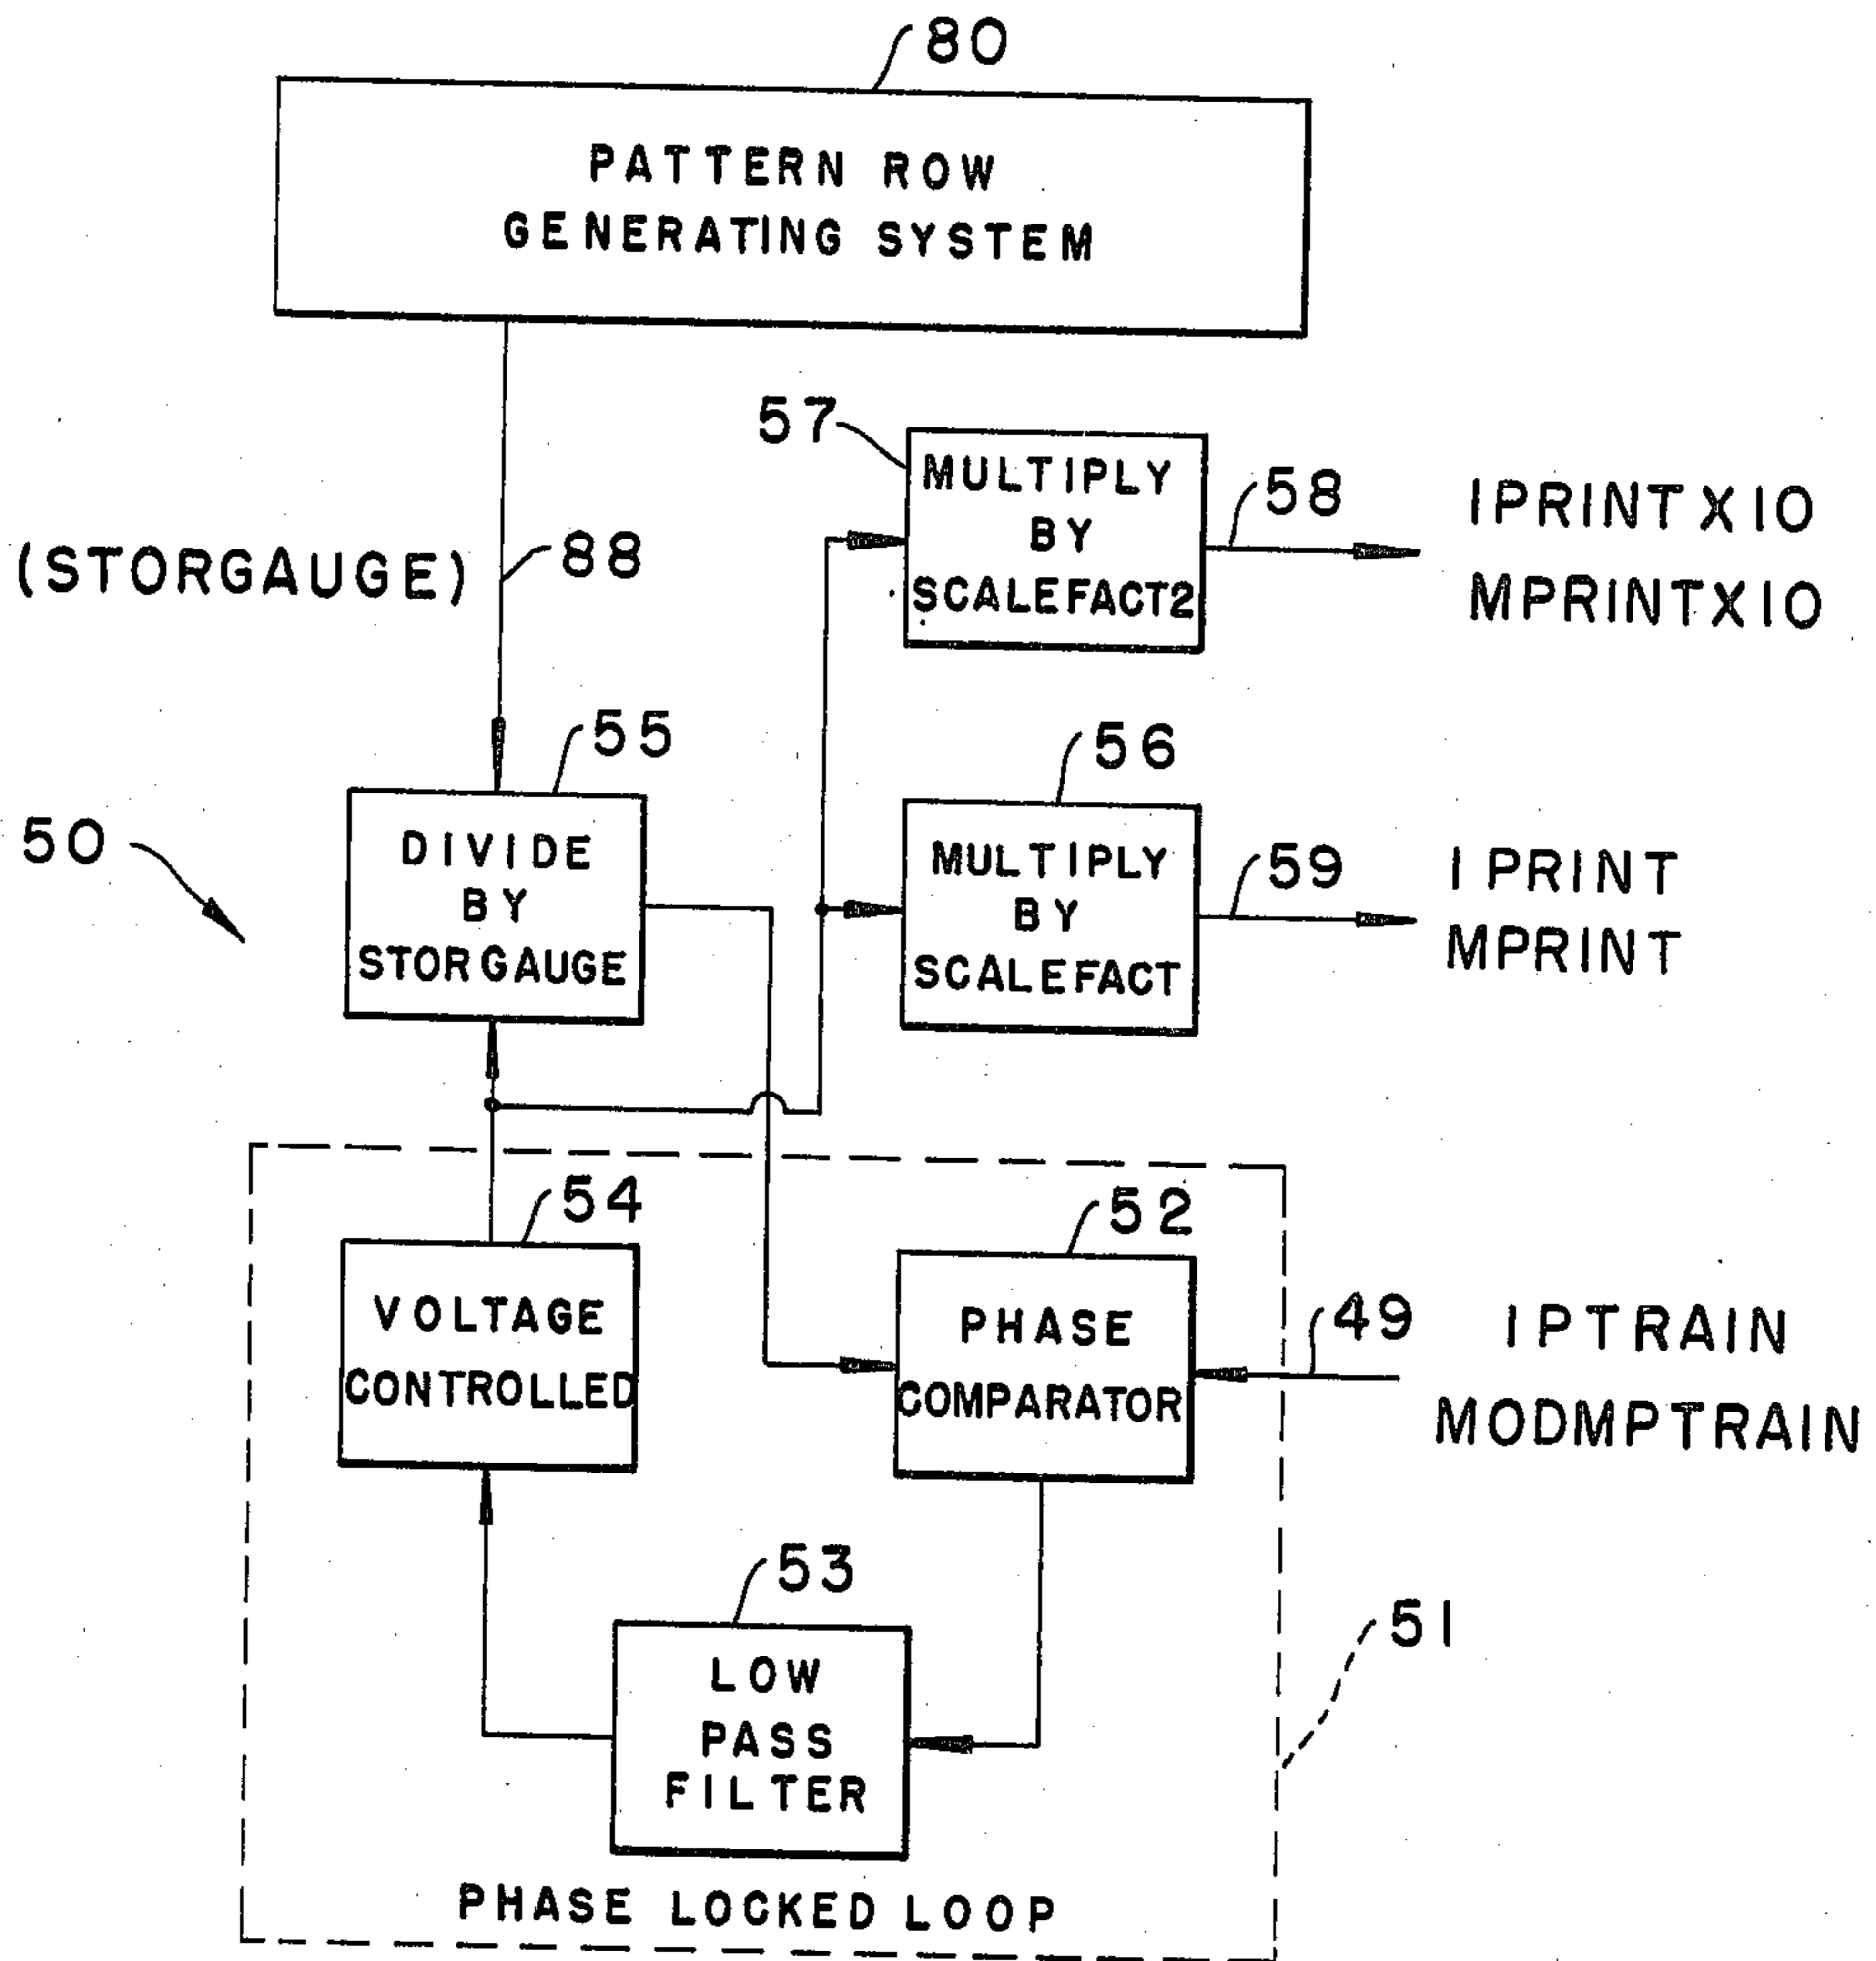 80
PATTERN ROW
GENERATING SYSTEM
57
MULTIPLY
BY
SCALEFACT2
58
IPRINTX10
MPRINTX10
(STORGAUGE)
88
55
DIVIDE
BY
STORGAUGE
50
56
MULTIPLY
BY
SCALEFACT
59
IPRINT
MPRINT
54
VOLTAGE
CONTROLLED
52
PHASE
COMPARATOR
49
IPTRAIN
MODMPTRAIN
53
LOW
PASS
FILTER
51
PHASE LOCKED LOOP